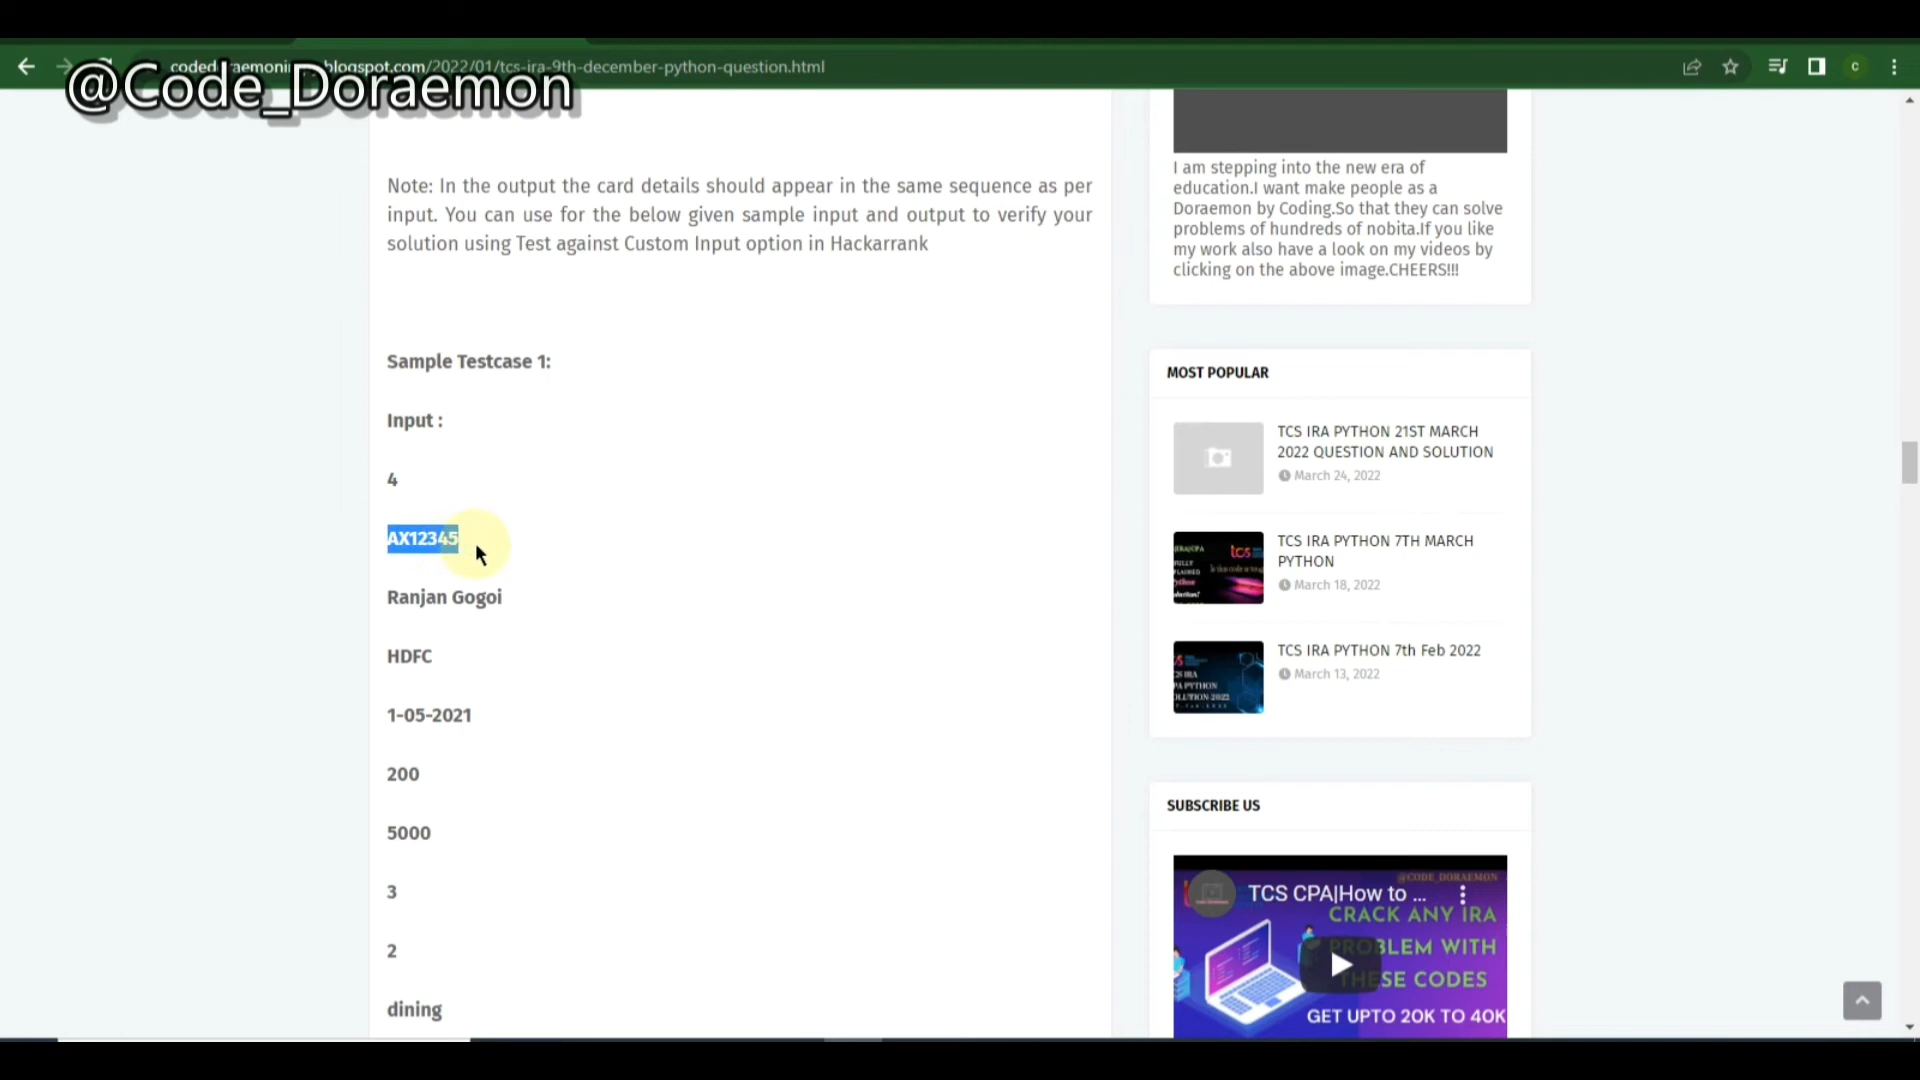 @Code_Doraemon
blogspot.com/2022/01/tcs-ira-9th-december-python-question.html
c
Note: In the output the card details should appear in the same sequence as per
input. You can use for the below given sample input and output to verify your
solution using Test against Custom Input option in Hackarrank
Sample Testcase 1:
Input :
4
AX12345
Ranjan Gogoi
HDFC
1-05-2021
200
5000
3
2
dining
I am stepping into the new era of
education.I want make people as a
Doraemon by Coding.So that they can solve
problems of hundreds of nobita.If you like
my work also have a look on my videos by
clicking on the above image.CHEERS!!!
MOST POPULAR
TCS IRA PYTHON 21ST MARCH
2022 QUESTION AND SOLUTION
March 24, 2022
tcs
TCS IRA PYTHON 7TH MARCH
PYTHON
March 18, 2022
TCS IRA PYTHON 7th Feb 2022
March 13, 2022
SUBSCRIBE US
@CODE_DORAEMON
TCS CPA|How to ...
CRACK ANY IRA
PROBLEM WITH
THESE CODES
GET UPTO 20K TO 40K